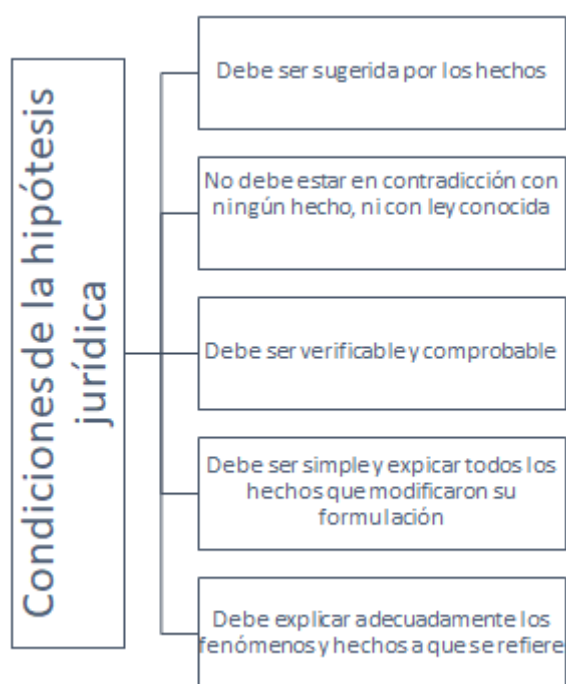 Condiciones de la hipótesis
jurídica
Debe ser sugerida por los hechos
No debe estar en contradicción con
ningún hecho, ni con ley conocida
Debe ser verificable y comprobable
Debe ser simple y expicar todos los
hechos que modificaron su
formulación
Debe explicar adecuadamente los
fenómenos y hechos a que se refiere